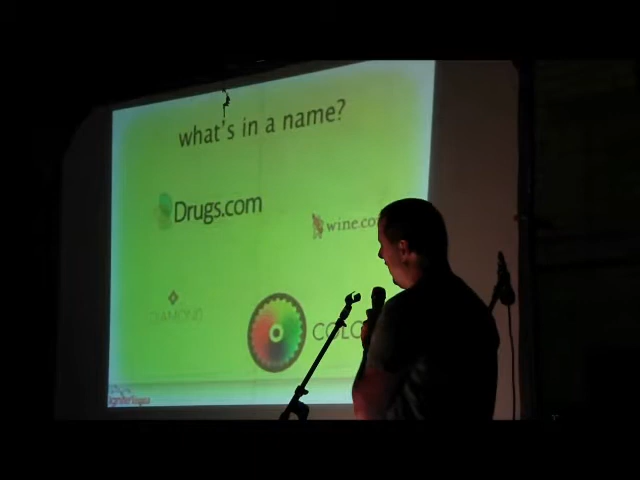 what's in a name?
Drugs.com
wine.co
DIAMOND
COLO